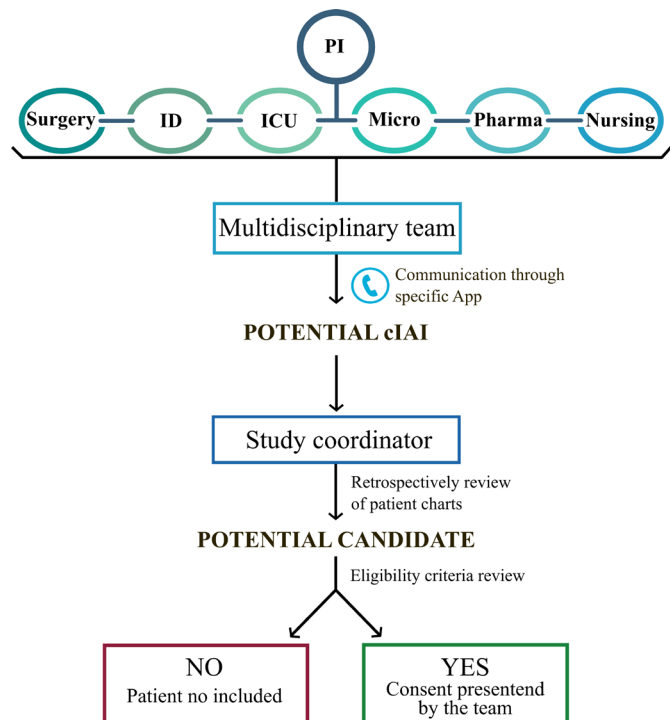 PI
Surgery
ID
ICU
Micro
Pharma
Nursing
Multidisciplinary team
Communication through
specific App
POTENTIAL cIAI
Study coordinator
Retrospectively review
of patient charts
POTENTIAL CANDIDATE
Eligibility criteria review
NO
Patient no included
YES
Consent presentend
by the team